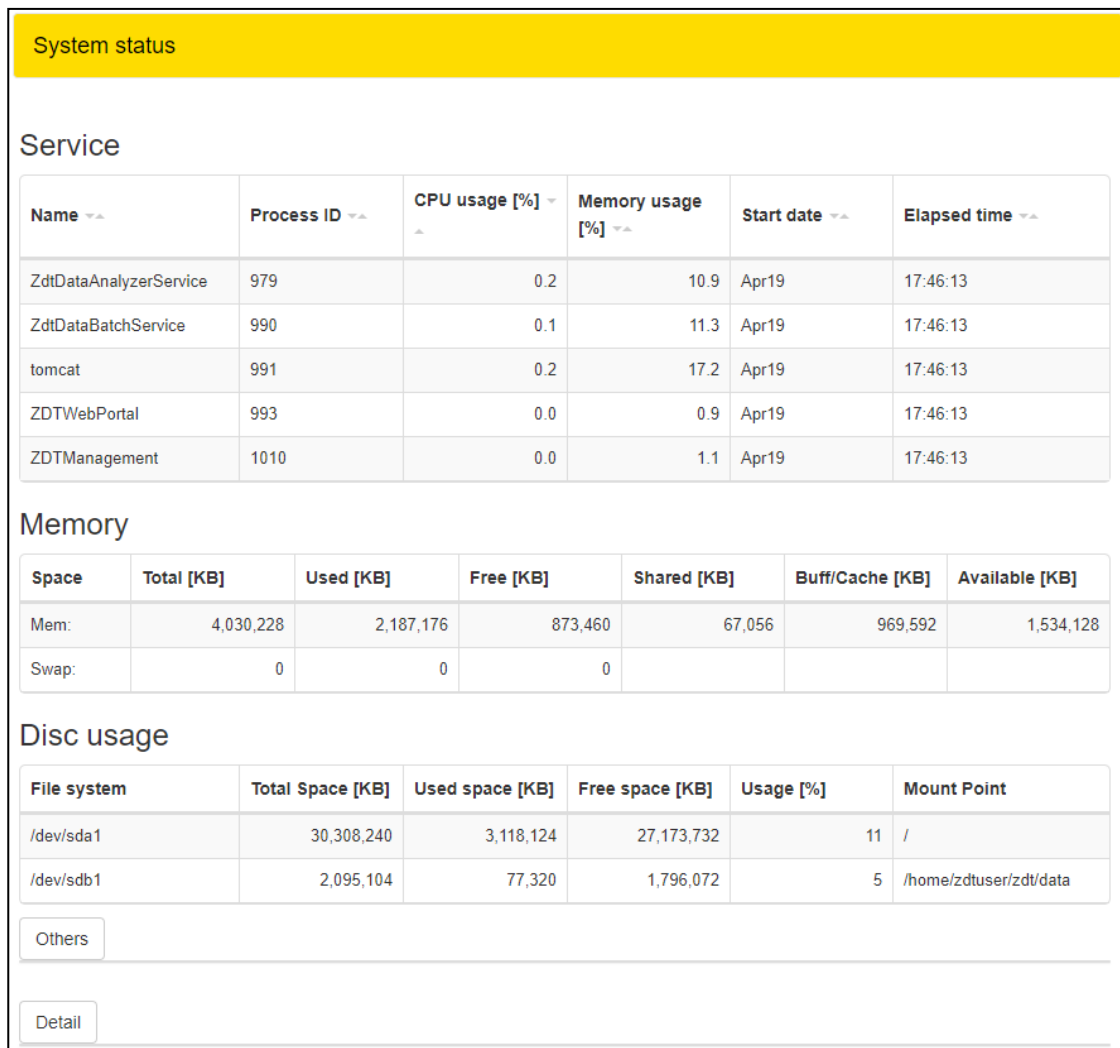 System status
Service
Name Process ID CPU usage [%] Memory usage [%] Start date Elapsed time
ZdtDataAnalyzerService 979 0.2 10.9 Apr19 17:46:13
ZdtDataBatchService 990 0.1 11.3 Apr19 17:46:13
tomcat 991 0.2 17.2 Apr19 17:46:13
ZDTWebPortal 993 0.0 0.9 Apr19 17:46:13
ZDTManagement 1010 0.0 1.1 Apr19 17:46:13
Memory
Space Total [KB] Used [KB] Free [KB] Shared [KB] Buff/Cache [KB] Available [KB]
Mem: 4,030,228 2,187,176 873,460 67,056 969,592 1,534,128
Swap: 0 0 0
Disc usage
File system Total Space [KB] Used space [KB] Free space [KB] Usage [%] Mount Point
/dev/sda1 30,308,240 3,118,124 27,173,732 11 /
/dev/sdb1 2,095,104 77,320 1,796,072 5 /home/zdtuser/zdt/data
Others
Detail